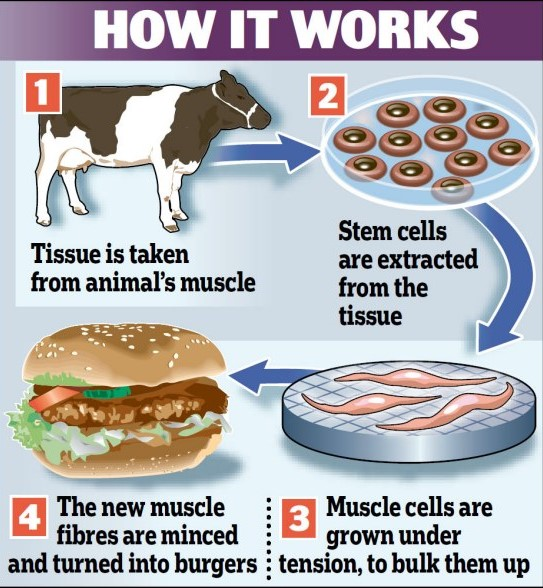 HOW IT WORKS
1
Tissue is taken
from animal's muscle
2
Stem cells
are extracted
from the
tissue
3
Muscle cells are
grown under
tension, to bulk them up
4
The new muscle
fibres are minced
and turned into burgers